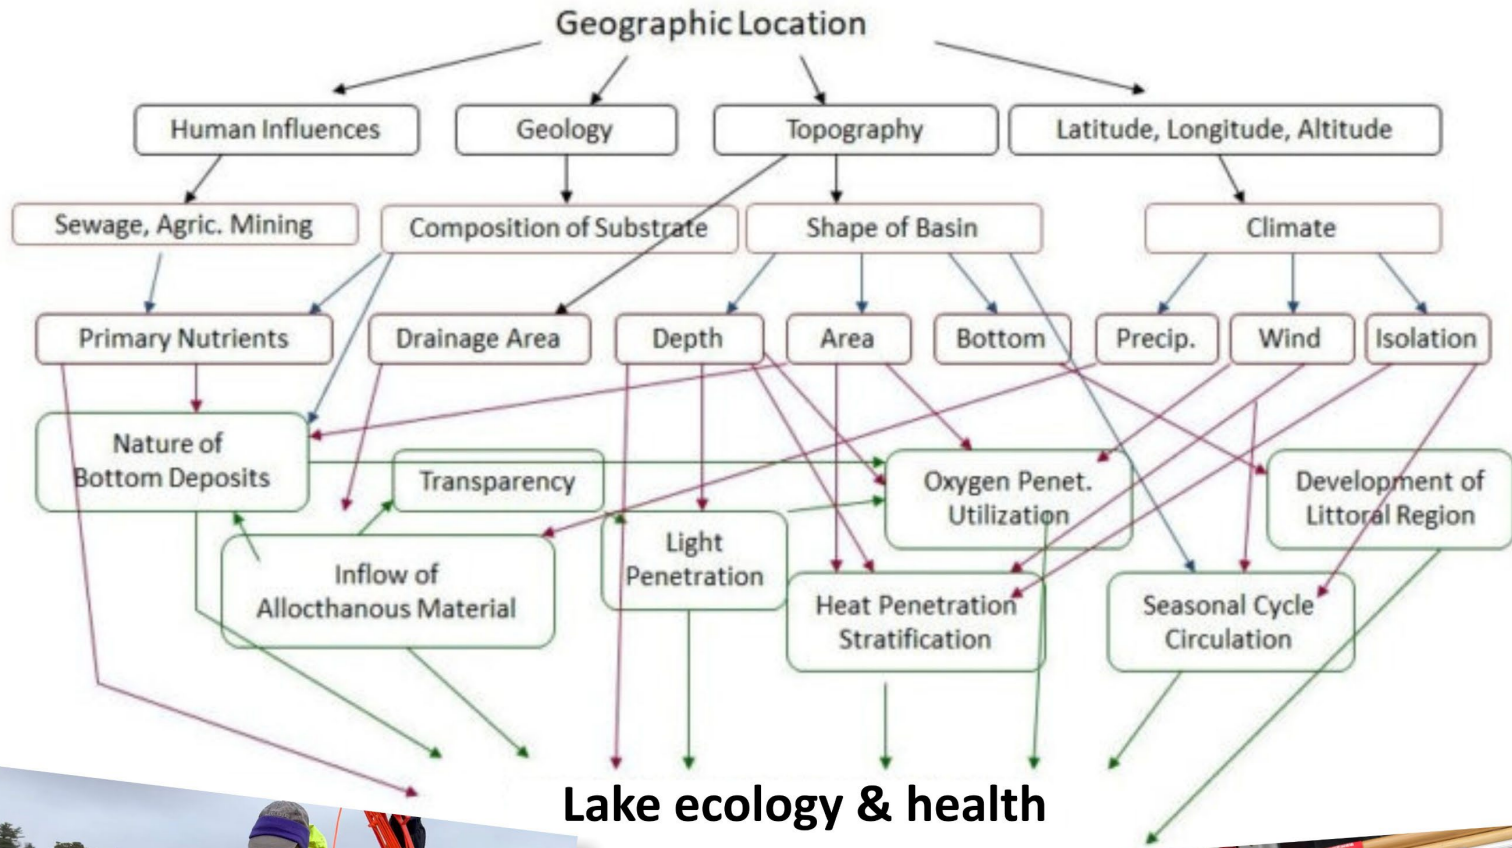 Geographic Location
Human Influences
Geology
Topography
Latitude, Longitude, Altitude
Sewage, Agric. Mining
Composition of Substrate
Shape of Basin
Climate
Primary Nutrients
Drainage Area
Depth
Area
Bottom
Precip.
Wind
Isolation
Nature of
Bottom Deposits
Transparency
Oxygen Penet.
Utilization
Development of
Littoral Region
Inflow of
Allocthanous Material
Light
Penetration
Heat Penetration
Stratification
Seasonal Cycle
Circulation
Lake ecology & health